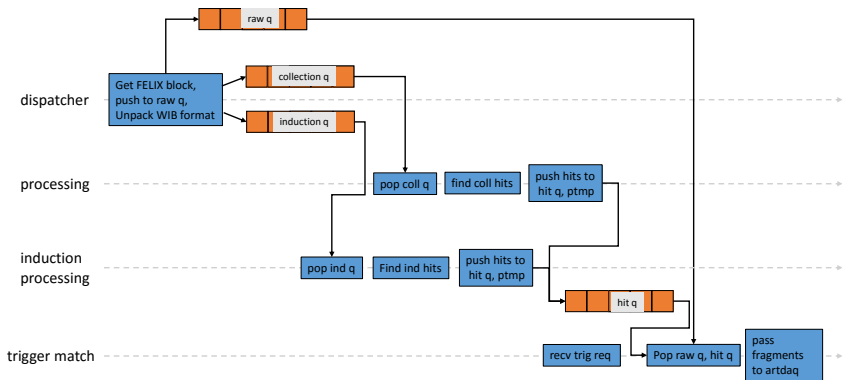 raw q
collection q
Get FELIX block,
push to raw q,
Unpack WIB format
dispatcher
induction q
processing
pop coll q
find coll hits
push hits to
hit q, ptmp
induction
processing
pop ind q
Find ind hits
push hits to
hit q, ptmp
hit q
trigger match
recv trig req
Pop raw q, hit q
pass
fragments
to artdaq